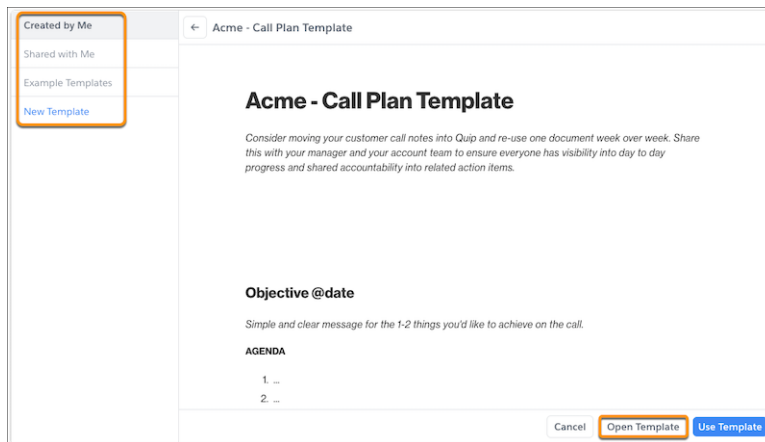 Created by Me
Shared with Me
Example Templates
New Template
← Acme - Call Plan Template
Acme - Call Plan Template
Consider moving your customer call notes into Quip and re-use one document week over week. Share
this with your manager and your account team to ensure everyone has visibility into day to day
progress and shared accountability into related action items.
Objective @date
Simple and clear message for the 1-2 things you'd like to achieve on the call.
AGENDA
1. ...
2. ...
Cancel Open Template Use Template